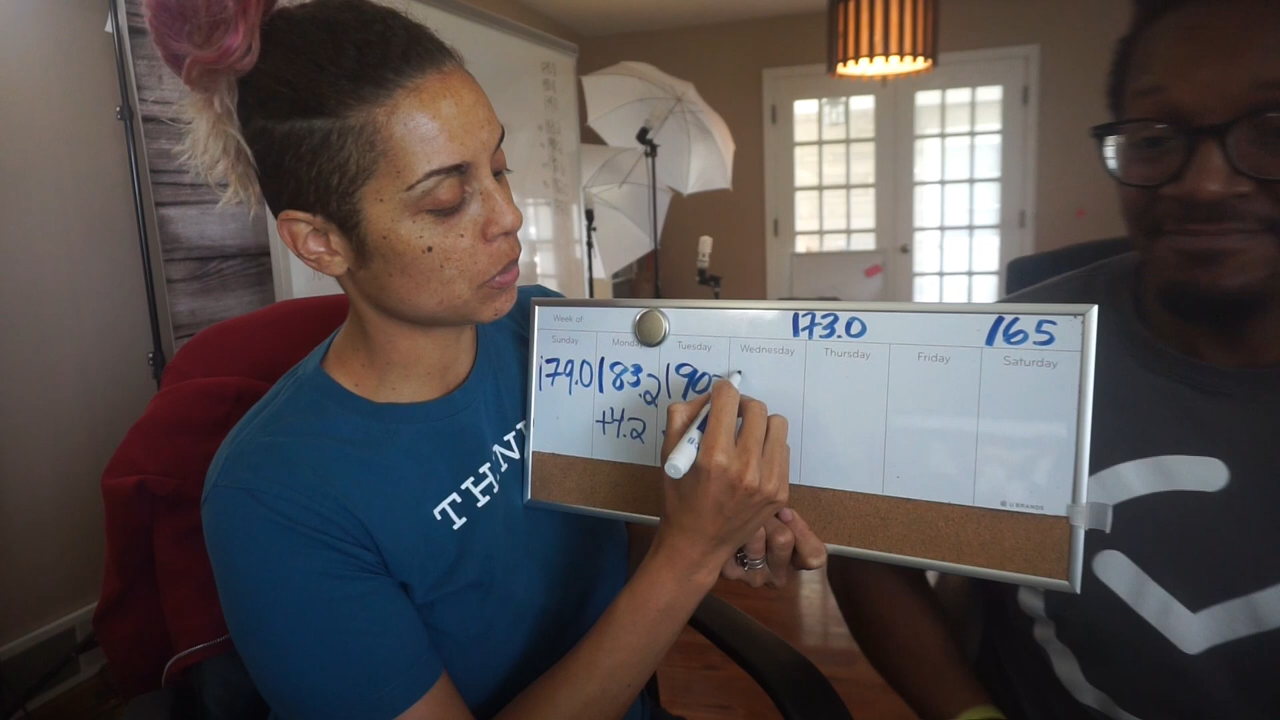 Week of:
173.0
165
Sunday Monday Tuesday Wednesday Thursday Friday Saturday
179.0 183.2 190
+4.2
U BRANDS